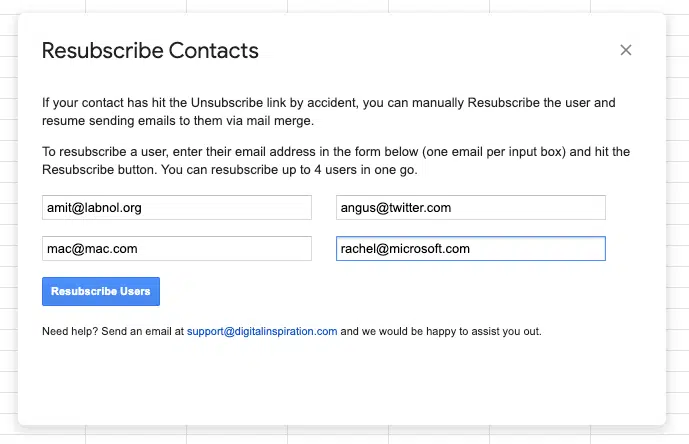 Resubscribe Contacts
If your contact has hit the Unsubscribe link by accident, you can manually Resubscribe the user and
resume sending emails to them via mail merge.
To resubscribe a user, enter their email address in the form below (one email per input box) and hit the
Resubscribe button. You can resubscribe up to 4 users in one go.
amit@labnol.org angus@twitter.com
mac@mac.com rachel@microsoft.com
Resubscribe Users
Need help? Send an email at support@digitalinspiration.com and we would be happy to assist you out.